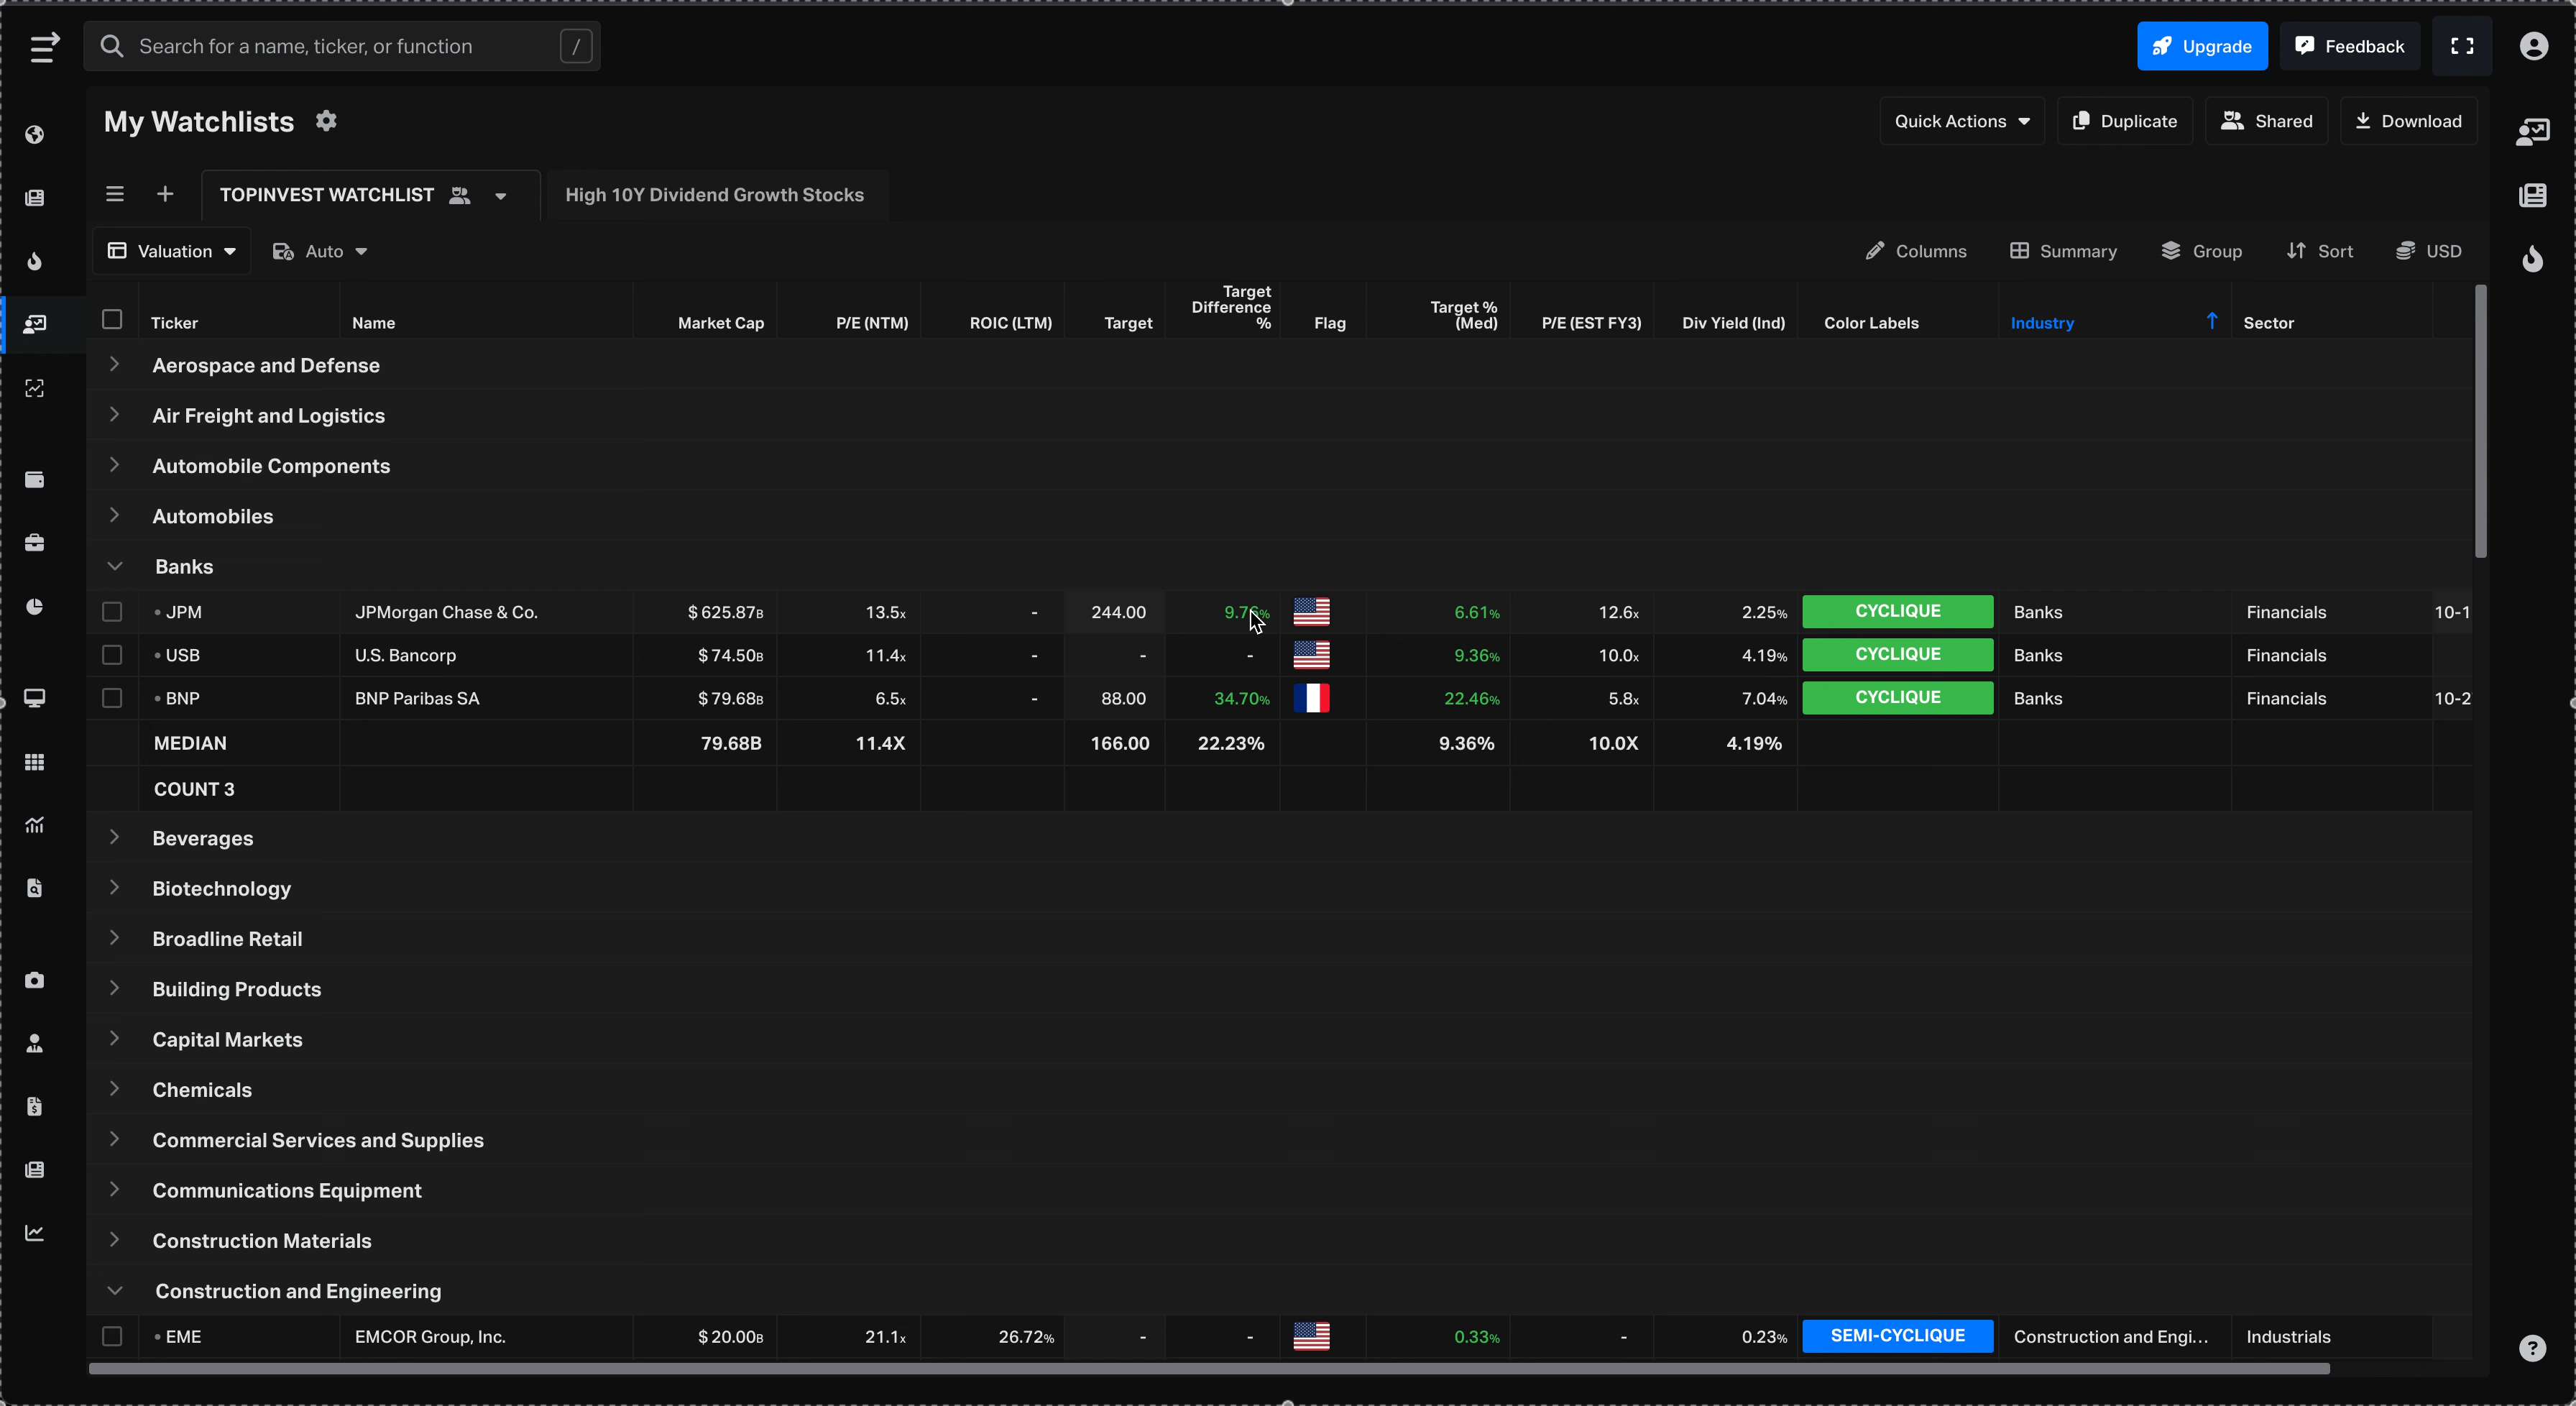 Search for a name, ticker, or function /
Upgrade Feedback
My Watchlists
Quick Actions Duplicate Shared Download
TOPINVEST WATCHLIST High 10Y Dividend Growth Stocks
Valuation Auto Columns Summary Group Sort USD
Ticker Name Market Cap P/E (NTM) ROIC (LTM) Target Target Difference % Flag Target % (Med) P/E (EST FY3) Div Yield (Ind) Color Labels Industry Sector
Aerospace and Defense
Air Freight and Logistics
Automobile Components
Automobiles
Banks
JPM JPMorgan Chase & Co. $625.87B 13.5x - 244.00 6.61% 12.6x 2.25% CYCLIQUE Banks Financials 10-1
USB U.S. Bancorp $74.50B 11.4x - - - 9.36% 10.0x 4.19% CYCLIQUE Banks Financials
BNP BNP Paribas SA $79.68B 6.5x - 88.00 34.70% 22.46% 5.8x 7.04% CYCLIQUE Banks Financials 10-2
MEDIAN 79.68B 11.4X 166.00 22.23% 9.36% 10.0X 4.19%
COUNT 3
Beverages
Biotechnology
Broadline Retail
Building Products
Capital Markets
Chemicals
Commercial Services and Supplies
Communications Equipment
Construction Materials
Construction and Engineering
EME EMCOR Group, Inc. $20.00B 21.1x 26.72% - - 0.33% - 0.23% SEMI-CYCLIQUE Construction and Engi... Industrials